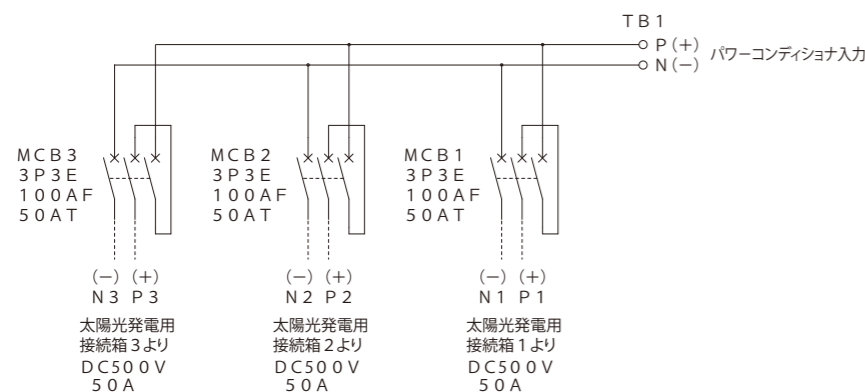 TB1
P(+)
N(−)
パワーコンディショナ入力
MCB3
3P3E
100AF
50AT
MCB2
3P3E
100AF
50AT
MCB1
3P3E
100AF
50AT
(−) (+)
N3 P3
太陽光発電用
接続箱3より
DC500V
50A
(−) (+)
N2 P2
太陽光発電用
接続箱2より
DC500V
50A
(−) (+)
N1 P1
太陽光発電用
接続箱1より
DC500V
50A